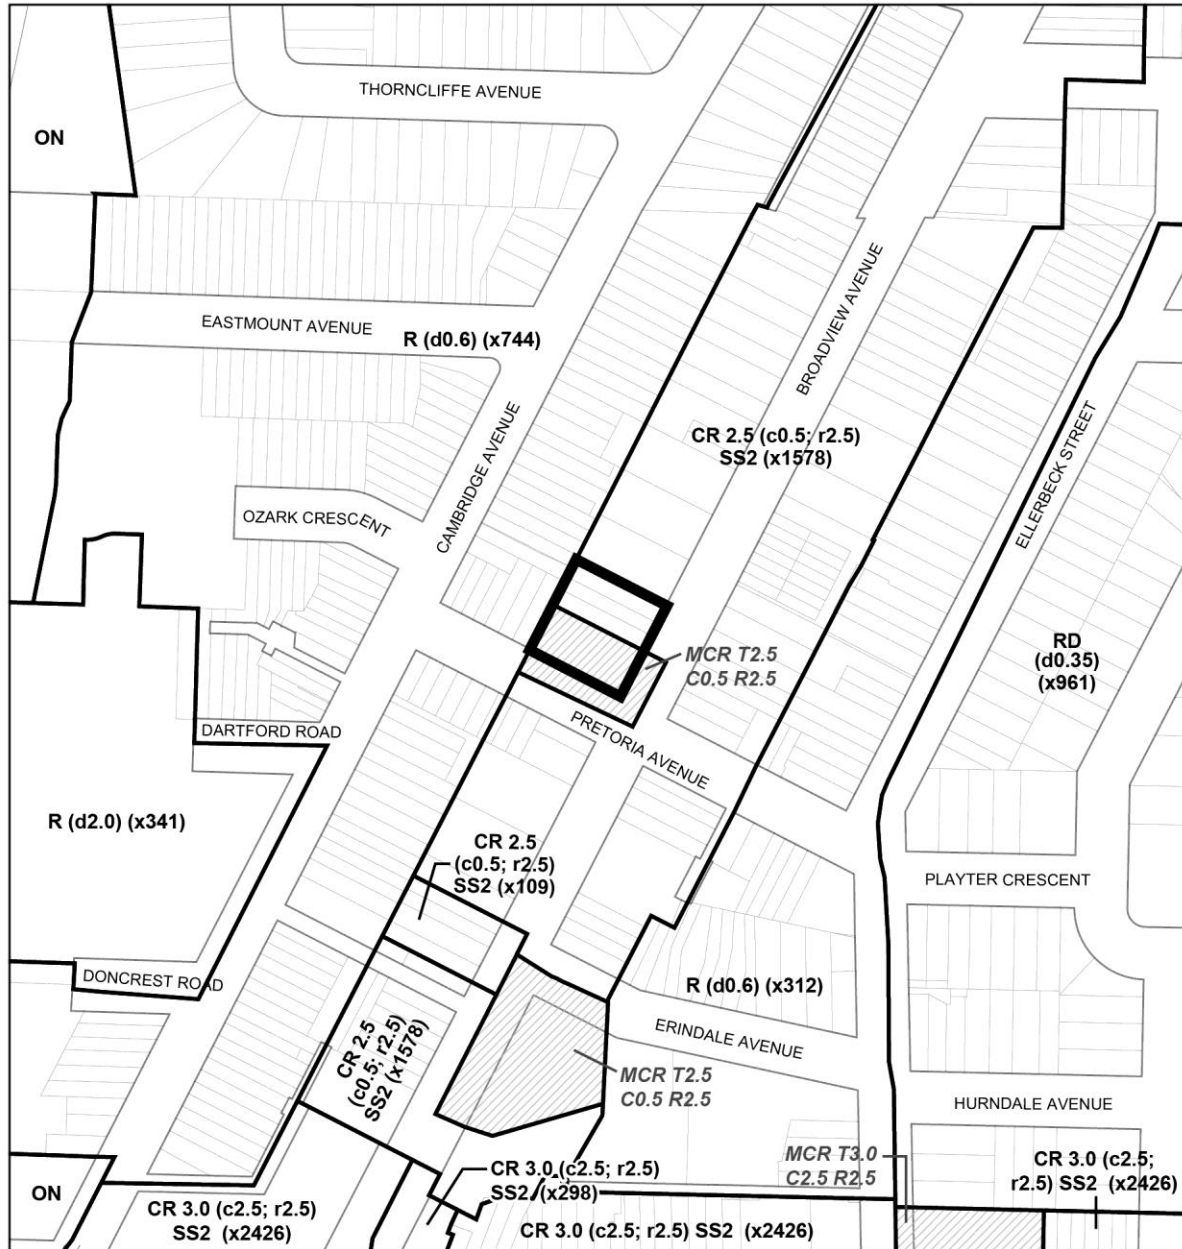 THORNCLIFFE AVENUE
ON
BROADVIEW AVENUE
EASTMOUNT AVENUE
R (d0.6) (x744)
CAMBRIDGE AVENUE
CR 2.5 (c0.5; r2.5)
SS2 (x1578)
ELLERBECK STREET
OZARK CRESCENT
RD
(d0.35)
(x961)
MCR T2.5
C0.5 R2.5
DARTFORD ROAD
PRETORIA AVENUE
R (d2.0) (x341)
CR 2.5
(c0.5; r2.5)
SS2 (x109)
PLAYTER CRESCENT
DONCREST ROAD
R (d0.6) (x312)
ERINDALE AVENUE
CR 2.5
(c0.5; r2.5)
SS2 (x1578)
MCR T2.5
C0.5 R2.5
HURNDALE AVENUE
MCR T3.0
C2.5 R2.5
CR 3.0 (c2.5;
r2.5) SS2 (x2426)
CR 3.0 (c2.5; r2.5)
SS2 (x298)
ON
CR 3.0 (c2.5; r2.5)
SS2 (x2426)
CR 3.0 (c2.5; r2.5) SS2 (x2426)